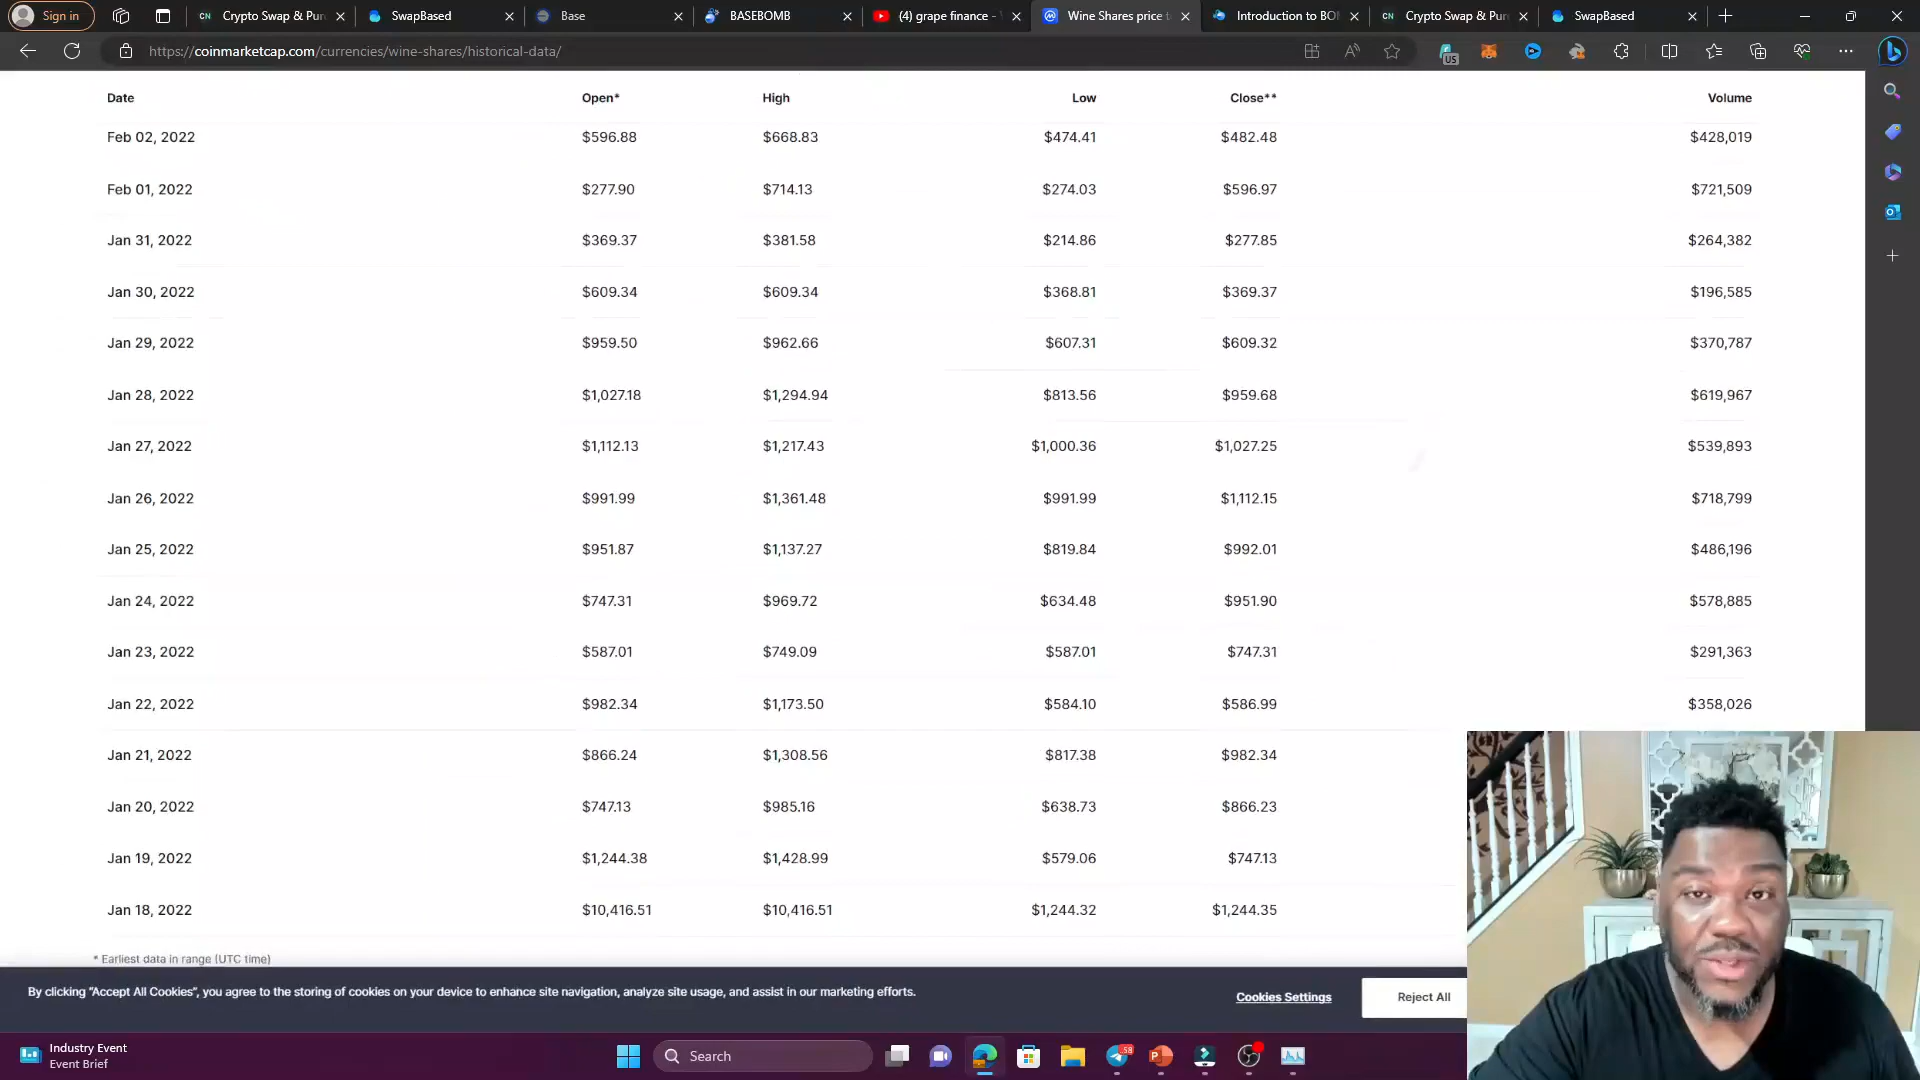 Sign in
Crypto Swap & Pur
SwapBased
Base
BASEBOMB
(4) grape finance -
Wine Shares price t
Introduction to BO
Crypto Swap & Pur
SwapBased
https://coinmarketcap.com/currencies/wine-shares/historical-data/
US
Date Open* High Low Close** Volume
Feb 02, 2022 $596.88 $668.83 $474.41 $482.48 $428,019
Feb 01, 2022 $277.90 $714.13 $274.03 $596.97 $721,509
Jan 31, 2022 $369.37 $381.58 $214.86 $277.85 $264,382
Jan 30, 2022 $609.34 $609.34 $368.81 $369.37 $196,585
Jan 29, 2022 $959.50 $962.66 $607.31 $609.32 $370,787
Jan 28, 2022 $1,027.18 $1,294.94 $813.56 $959.68 $619,967
Jan 27, 2022 $1,112.13 $1,217.43 $1,000.36 $1,027.25 $539,893
Jan 26, 2022 $991.99 $1,361.48 $991.99 $1,112.15 $718,799
Jan 25, 2022 $951.87 $1,137.27 $819.84 $992.01 $486,196
Jan 24, 2022 $747.31 $969.72 $634.48 $951.90 $578,885
Jan 23, 2022 $587.01 $749.09 $587.01 $747.31 $291,363
Jan 22, 2022 $982.34 $1,173.50 $584.10 $586.99 $358,026
Jan 21, 2022 $866.24 $1,308.56 $817.38 $982.34
Jan 20, 2022 $747.13 $985.16 $638.73 $866.23
Jan 19, 2022 $1,244.38 $1,428.99 $579.06 $747.13
Jan 18, 2022 $10,416.51 $10,416.51 $1,244.32 $1,244.35
* Earliest data in range (UTC time)
By clicking “Accept All Cookies”, you agree to the storing of cookies on your device to enhance site navigation, analyze site usage, and assist in our marketing efforts.
Cookies Settings
Reject All
Industry Event
Event Brief
Search
58